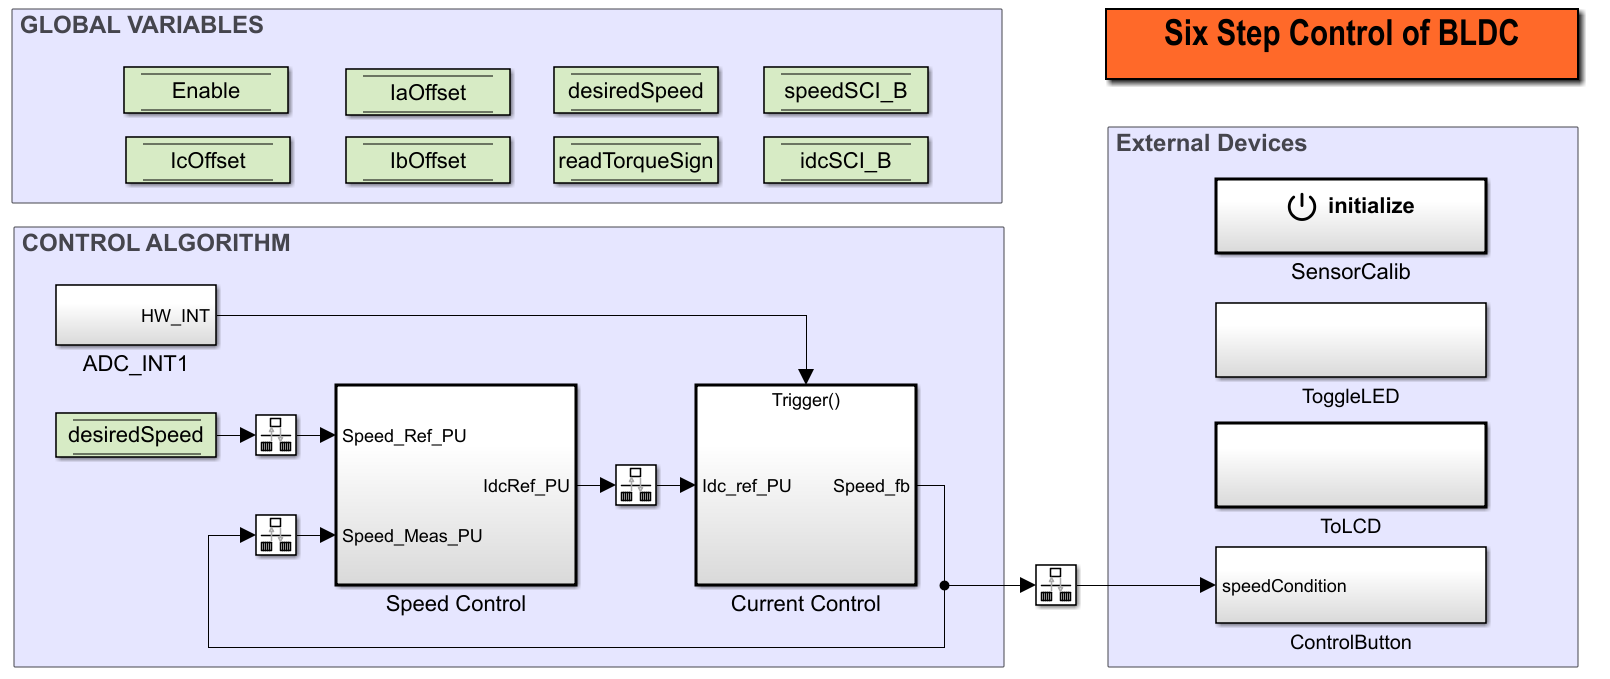 GLOBAL VARIABLES
Enable
IaOffset
desiredSpeed
speedSCI_B
IcOffset
IbOffset
readTorqueSign
idcSCI_B
Six Step Control of BLDC
CONTROL ALGORITHM
HW_INT
ADC_INT1
desiredSpeed
Speed_Ref_PU
IdcRef_PU
Speed_Meas_PU
Speed Control
Trigger()
Idc_ref_PU
Speed_fb
Current Control
External Devices
initialize
SensorCalib
ToggleLED
ToLCD
speedCondition
ControlButton